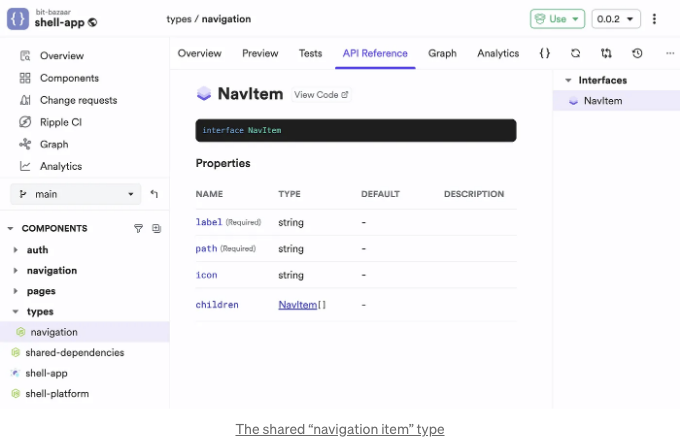 bit-bazaar
shell-app
types / navigation
Use
0.0.2
Overview
Components
Change requests
Ripple CI
Graph
Analytics
main
COMPONENTS
auth
navigation
pages
types
navigation
shared-dependencies
shell-app
shell-platform
Overview Preview Tests API Reference Graph Analytics
NavItem View Code
interface NavItem
Properties
NAME TYPE DEFAULT DESCRIPTION
label (Required) string -
path (Required) string -
icon string -
children NavItem[] -
Interfaces
NavItem
The shared “navigation item” type